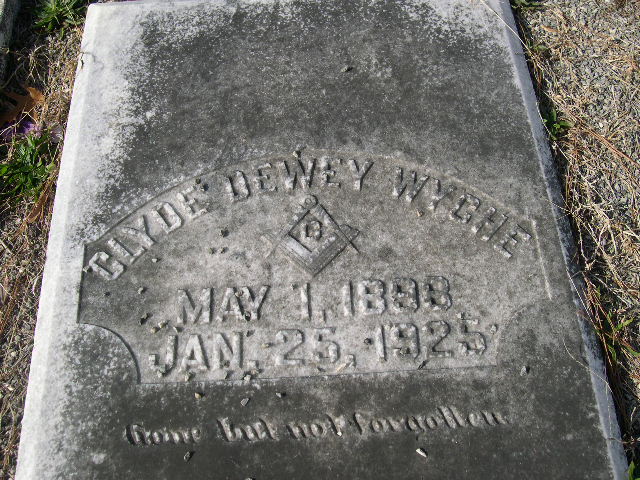 CLYDE DEWEY WYCHE
G
MAY 1, 1898
JAN. 25, 1925
Gone but not forgotten